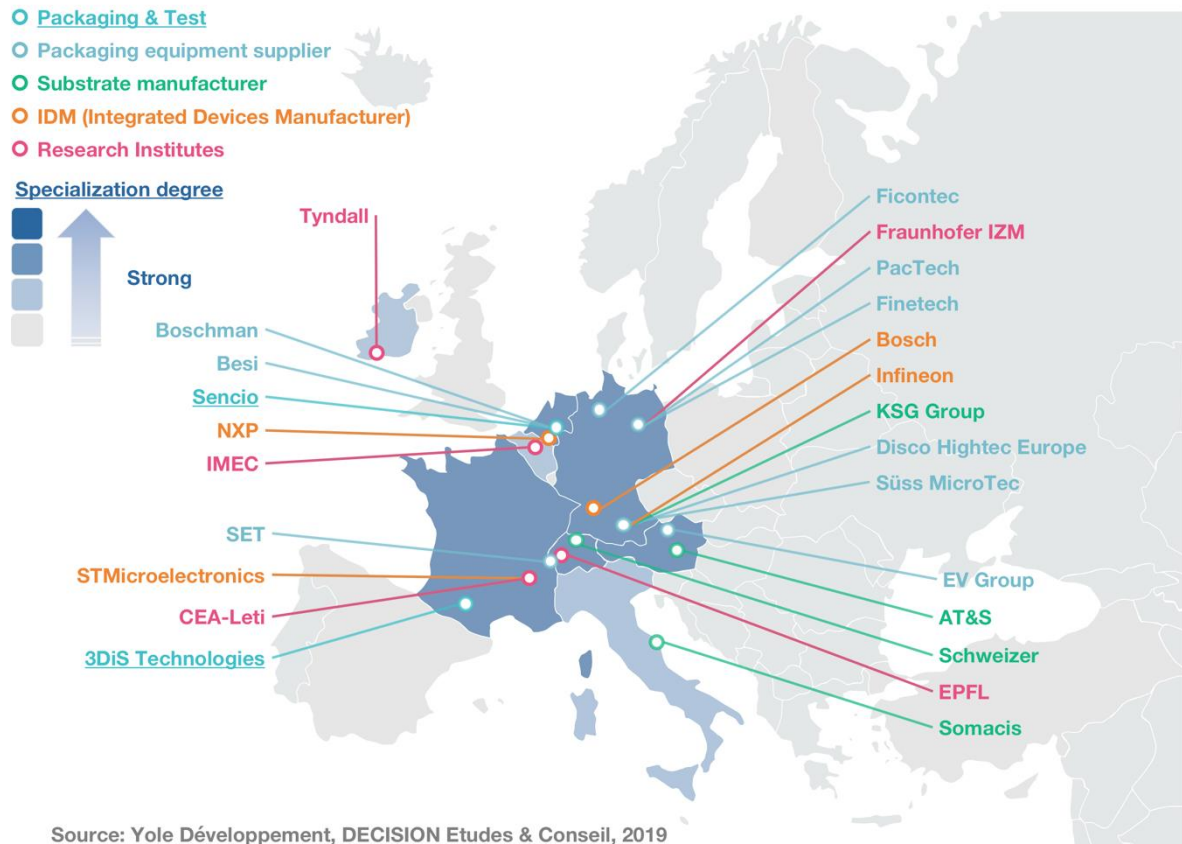 Packaging & Test
Packaging equipment supplier
Substrate manufacturer
IDM (Integrated Devices Manufacturer)
Research Institutes
Specialization degree
Strong
Tyndall
Boschman
Besi
Sencio
NXP
IMEC
SET
STMicroelectronics
CEA-Leti
3DiS Technologies
Ficontec
Fraunhofer IZM
PacTech
Finetech
Bosch
Infineon
KSG Group
Disco Hightec Europe
Süss MicroTec
EV Group
AT&S
Schweizer
EPFL
Somacis
Source: Yole Développement, DECISION Etudes & Conseil, 2019